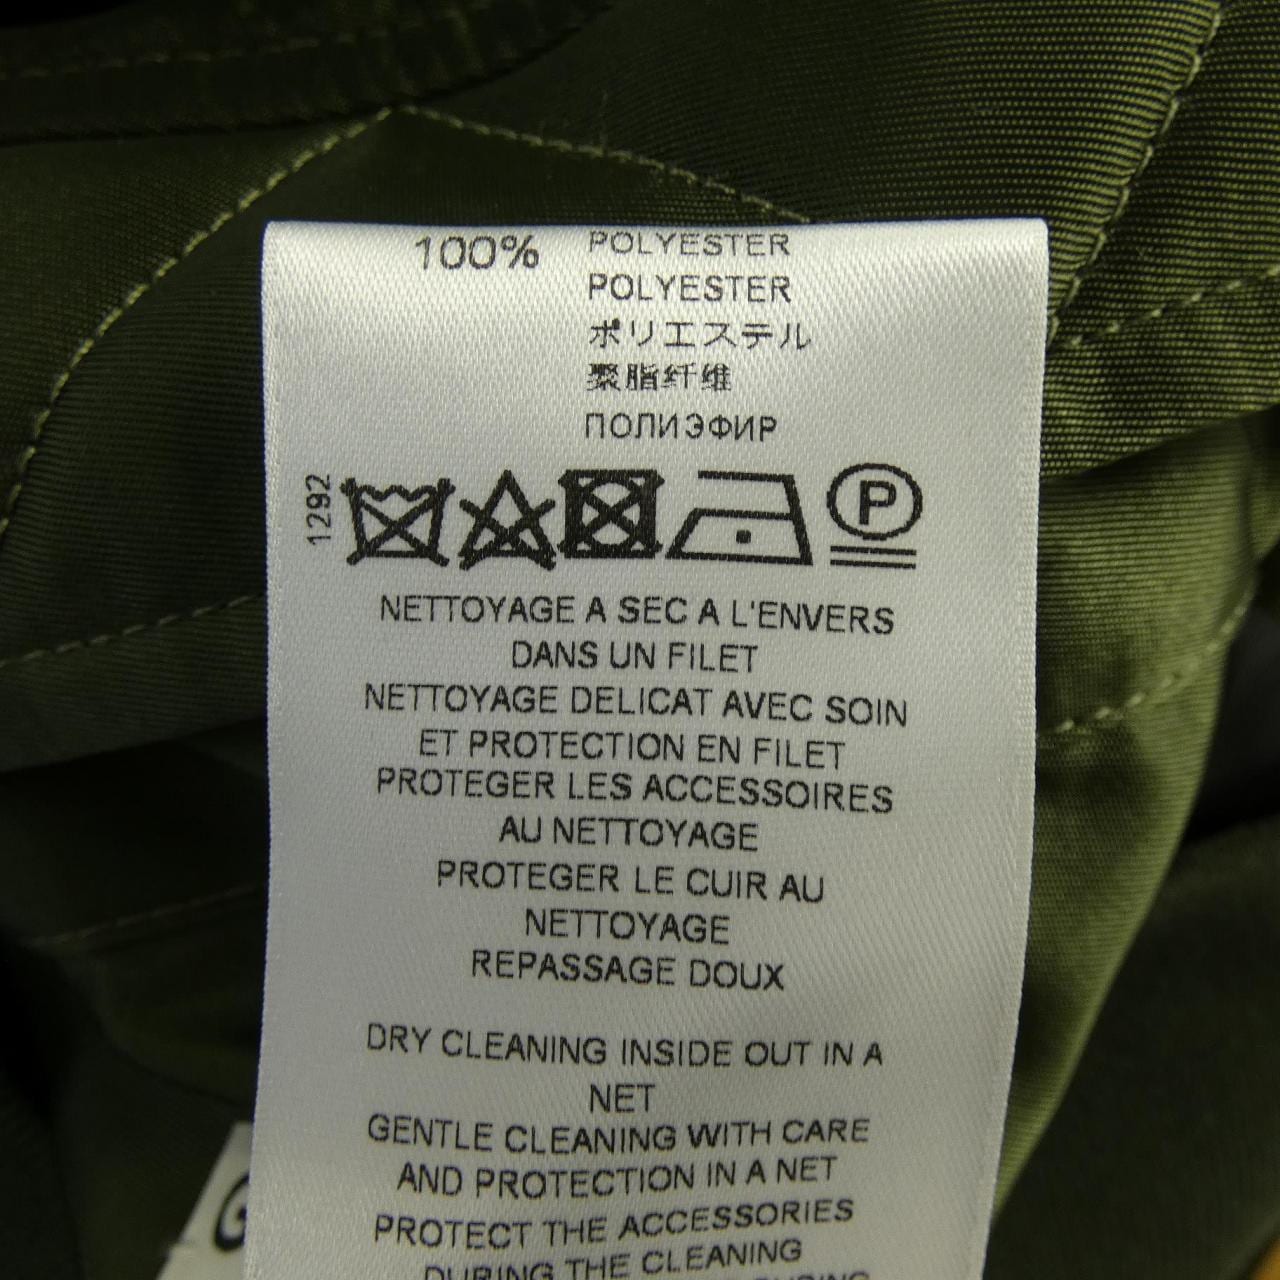 100% POLYESTER
POLYESTER
ポリエステル
聚脂纤维
ПОЛИЭФИР
1292
P
NETTOYAGE A SEC A L'ENVERS
DANS UN FILET
NETTOYAGE DELICAT AVEC SOIN
ET PROTECTION EN FILET
PROTEGER LES ACCESSOIRES
AU NETTOYAGE
PROTEGER LE CUIR AU
NETTOYAGE
REPASSAGE DOUX
DRY CLEANING INSIDE OUT IN A
NET
GENTLE CLEANING WITH CARE
AND PROTECTION IN A NET
PROTECT THE ACCESSORIES
DURING THE CLEANING
G